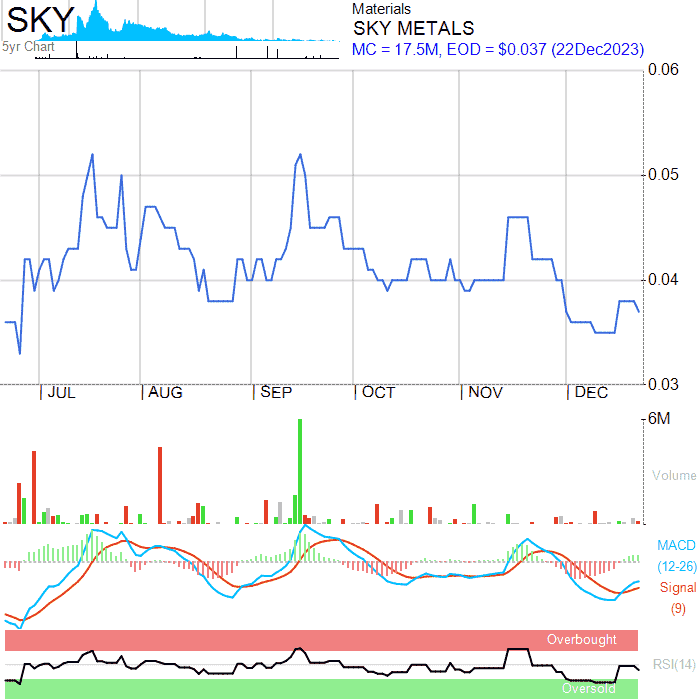 SKY
5yr Chart
Materials
SKY METALS
MC = 17.5M, EOD = $0.037 (22Dec2023)
0.06
0.05
0.04
0.03
JUL AUG SEP OCT NOV DEC
6M
Volume
MACD
(12-26)
Signal
(9)
Overbought
RSI(14)
Oversold